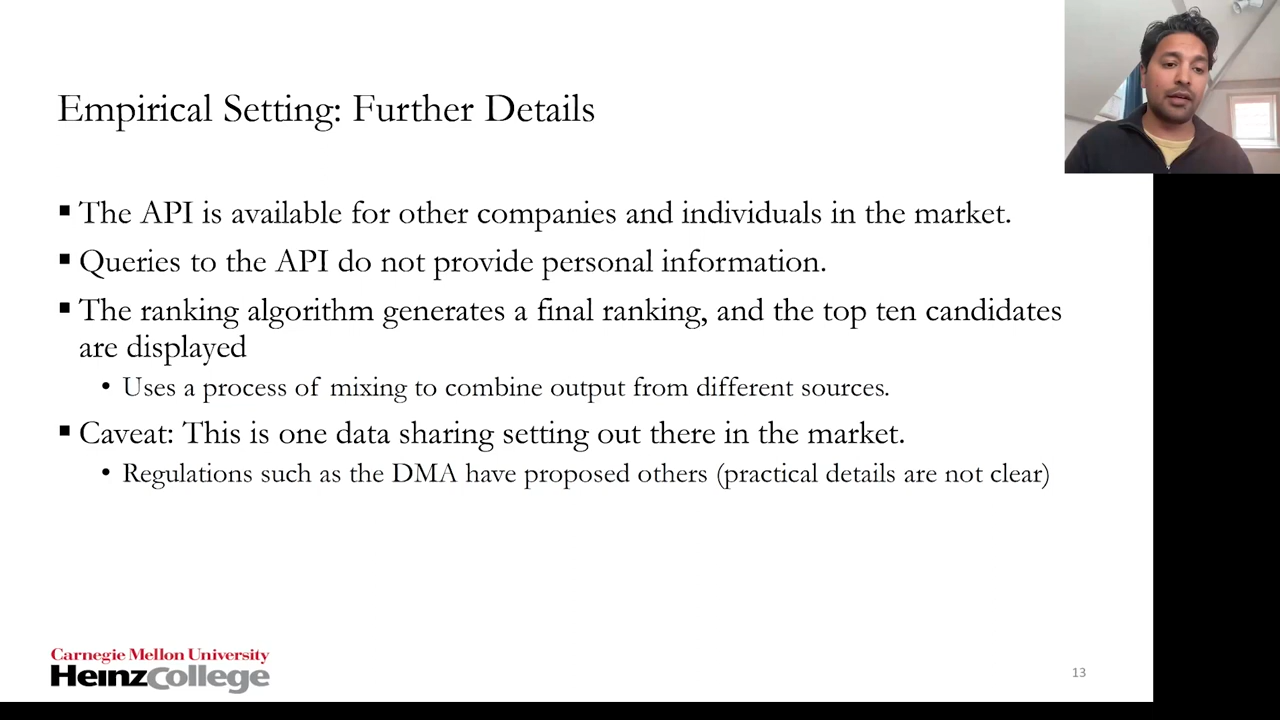 Empirical Setting: Further Details
▪ The API is available for other companies and individuals in the market.
▪ Queries to the API do not provide personal information.
▪ The ranking algorithm generates a final ranking, and the top ten candidates
are displayed
• Uses a process of mixing to combine output from different sources.
▪ Caveat: This is one data sharing setting out there in the market.
• Regulations such as the DMA have proposed others (practical details are not clear)
Carnegie Mellon University
HeinzCollege
13